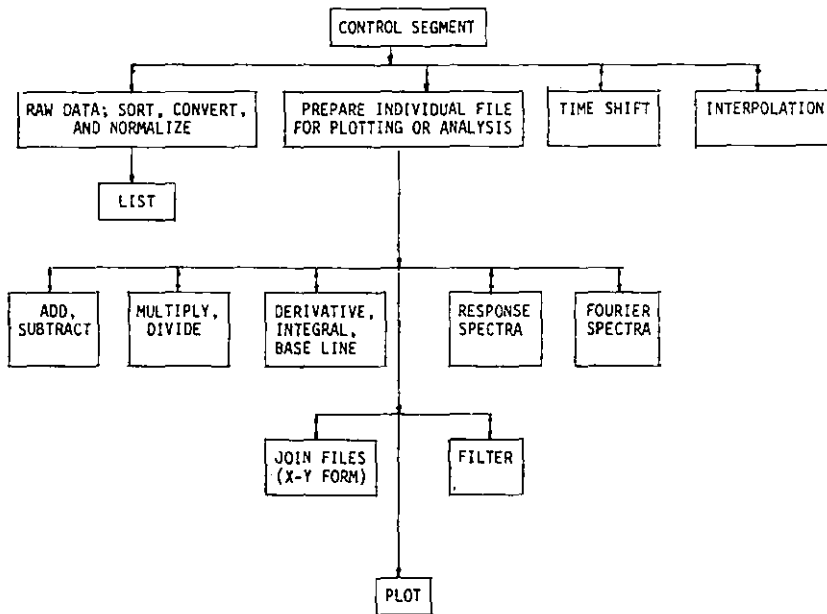 CONTROL SEGMENT
RAW DATA; SORT, CONVERT,
AND NORMALIZE
PREPARE INDIVIDUAL FILE
FOR PLOTTING OR ANALYSIS
TIME SHIFT
INTERPOLATION
LIST
ADD,
SUBTRACT
MULTIPLY,
DIVIDE
DERIVATIVE,
INTEGRAL,
BASE LINE
RESPONSE
SPECTRA
FOURIER
SPECTRA
JOIN FILES
(X-Y FORM)
FILTER
PLOT